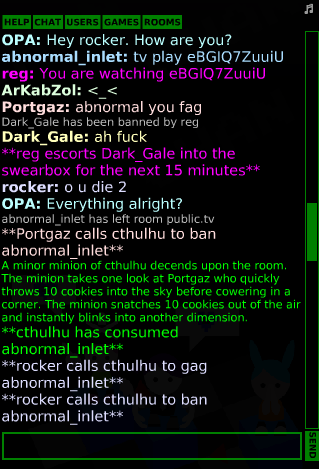 HELP CHAT USERS GAMES ROOMS
OPA: Hey rocker. How are you?
abnormal_inlet: tv play eBGIQ7ZuuiU
reg: You are watching eBGIQ7ZuuiU
ArKabZol: <_<
Portgaz: abnormal you fag
Dark_Gale has been banned by reg
Dark_Gale: ah fuck
**reg escorts Dark_Gale into the
swearbox for the next 15 minutes**
rocker: o u die 2
OPA: Everything alright?
abnormal_inlet has left room public.tv
**Portgaz calls cthulhu to ban
abnormal_inlet**
A minor minion of cthulhu decends upon the room.
The minion takes one look at Portgaz who quickly
throws 10 cookies into the sky before cowering in a
corner. The minion snatches 10 cookies out of the air
and instantly blinks into another dimension.
**cthulhu has consumed
abnormal_inlet**
**rocker calls cthulhu to gag
abnormal_inlet**
**rocker calls cthulhu to ban
abnormal_inlet**
SEND